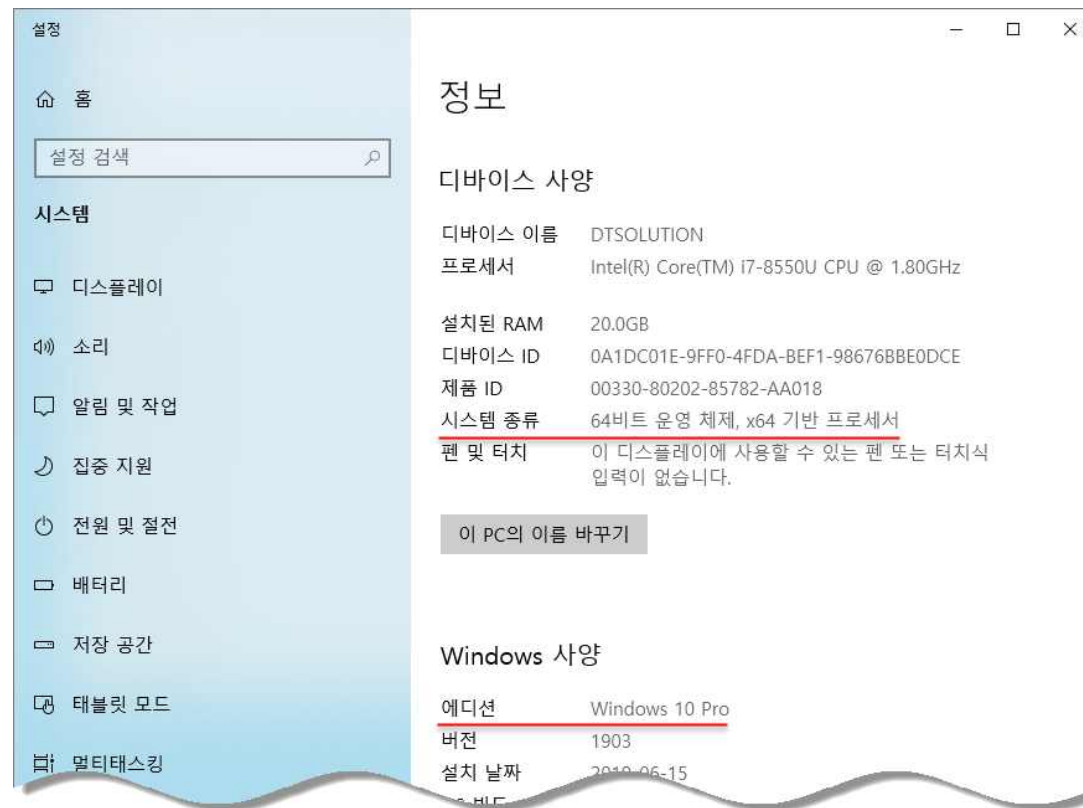 설정
홈
설정 검색
시스템
디스플레이
소리
알림 및 작업
집중 지원
전원 및 절전
배터리
저장 공간
태블릿 모드
멀티태스킹
정보
디바이스 사양
디바이스 이름 DTSOLUTION
프로세서 Intel(R) Core(TM) i7-8550U CPU @ 1.80GHz
설치된 RAM 20.0GB
디바이스 ID 0A1DC01E-9FF0-4FDA-BEF1-98676BBE0DCE
제품 ID 00330-80202-85782-AA018
시스템 종류 64비트 운영 체제, x64 기반 프로세서
펜 및 터치 이 디스플레이에 사용할 수 있는 펜 또는 터치식
입력이 없습니다.
이 PC의 이름 바꾸기
Windows 사양
에디션 Windows 10 Pro
버전 1903
설치 날짜 2019-06-15